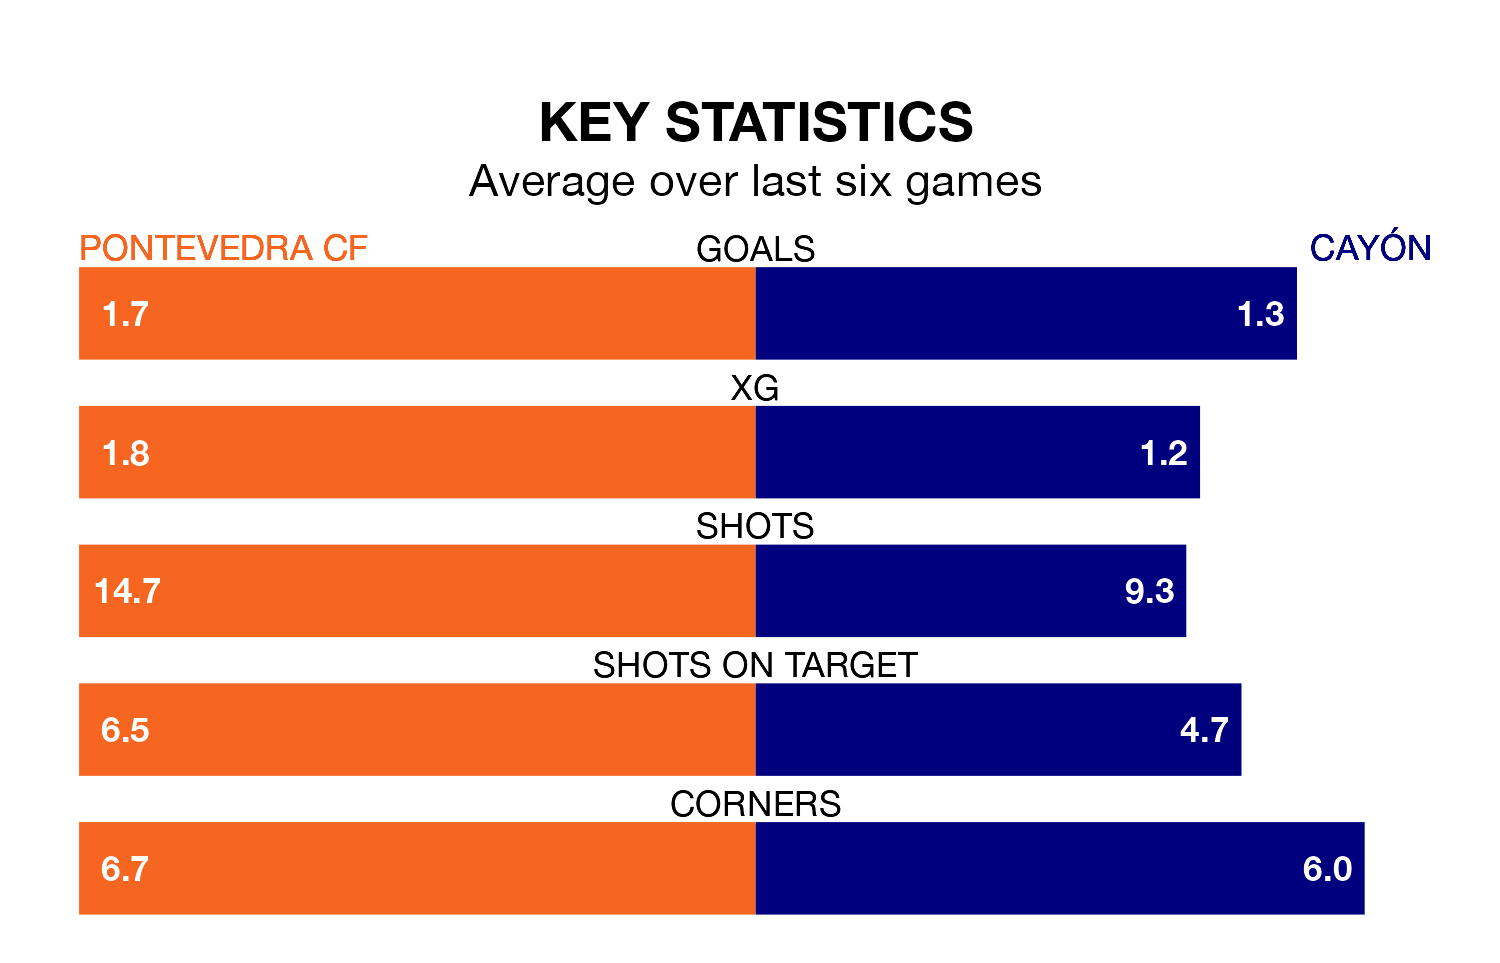 KEY STATISTICS
Average over last six games
PONTEVEDRA CF GOALS CAYÓN
1.7 1.3
XG
1.8 1.2
SHOTS
14.7 9.3
SHOTS ON TARGET
6.5 4.7
CORNERS
6.7 6.0